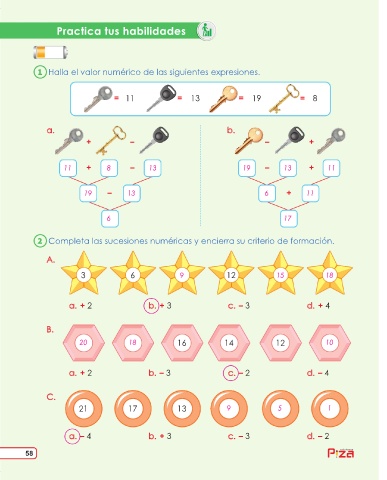 Practica tus habilidades
1 Halla el valor numérico de las siguientes expresiones.
= 11 = 13 = 19 = 8
a. + - b. - +
11 + 8 - 13 19 - 13 + 11
19 - 13 6 + 11
6 17
2 Completa las sucesiones numéricas y encierra su criterio de formación.
A.
3 6 9 12 15 18
a. + 2 b. + 3 c. - 3 d. + 4
B.
20 18 16 14 12 10
a. + 2 b. - 3 c. - 2 d. - 4
C.
21 17 13 9 5 1
a. - 4 b. + 3 c. - 3 d. - 2
58 Piza